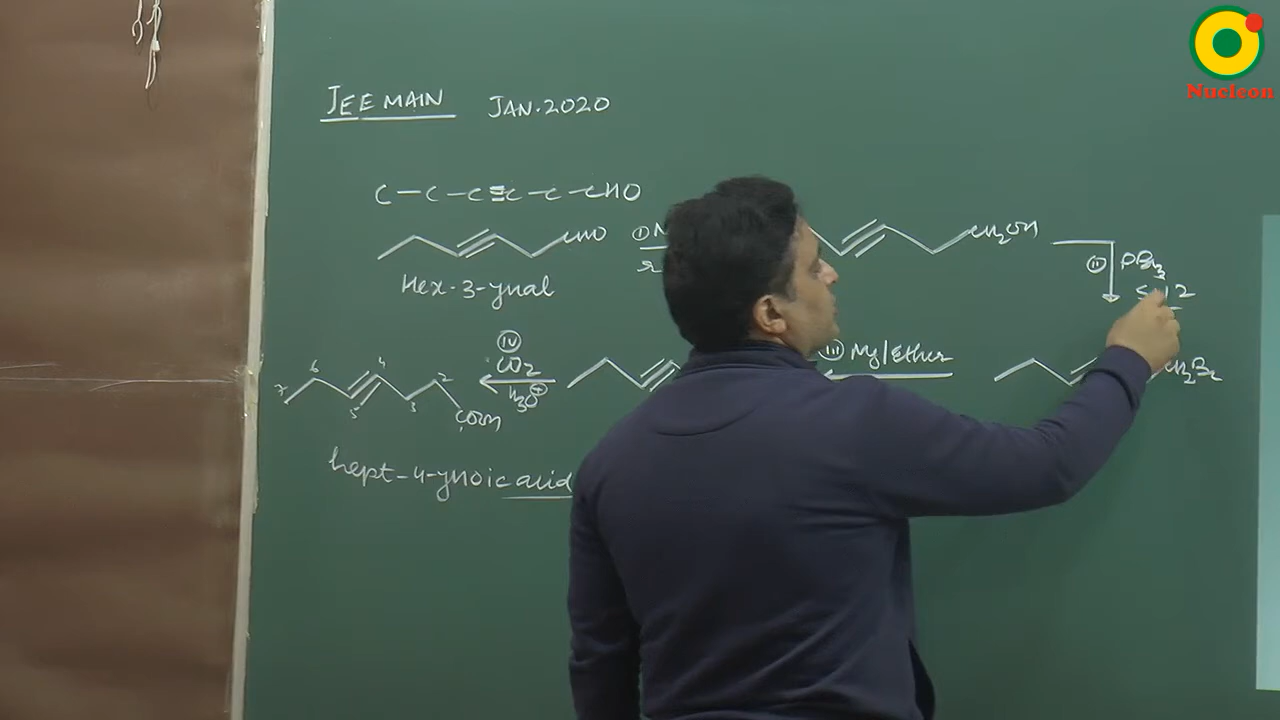 Nucleon
JEE MAIN JAN. 2020
C - C - C ≡ C - C - CHO
CHO
CH2OH
Hex-3-ynal
ii PBr3
SN2
iv CO2
H3O+
iii Mg/Ether
CH2Br
7 6 5 4 3 2
COOH
hept-4-ynoic acid